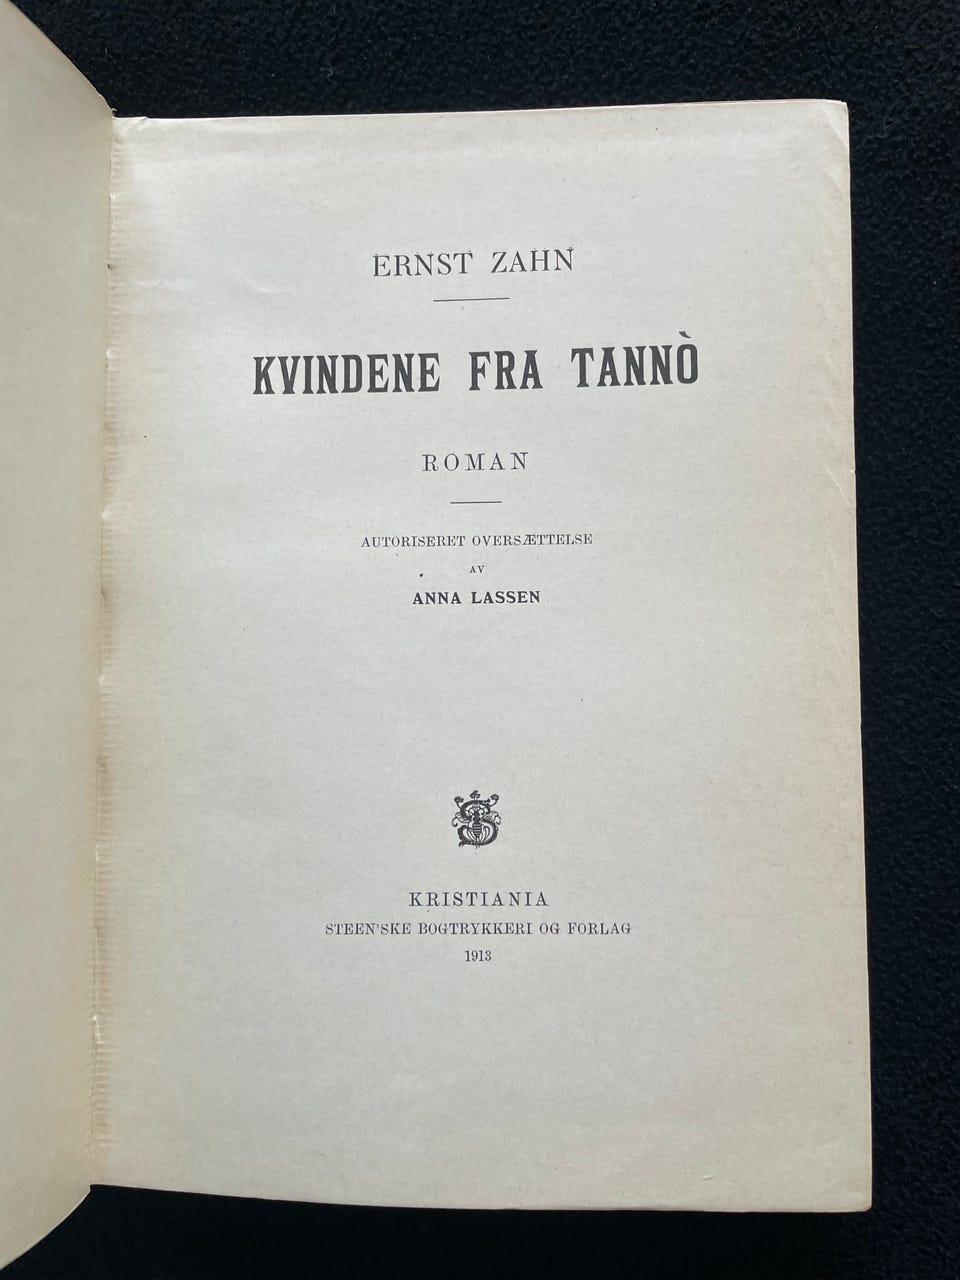 ERNST ZAHN
KVINDENE FRA TANNÒ
ROMAN
AUTORISERET OVERSÆTTELSE
AV
ANNA LASSEN
KRISTIANIA
STEEN'SKE BOGTRYKKERI OG FORLAG
1913